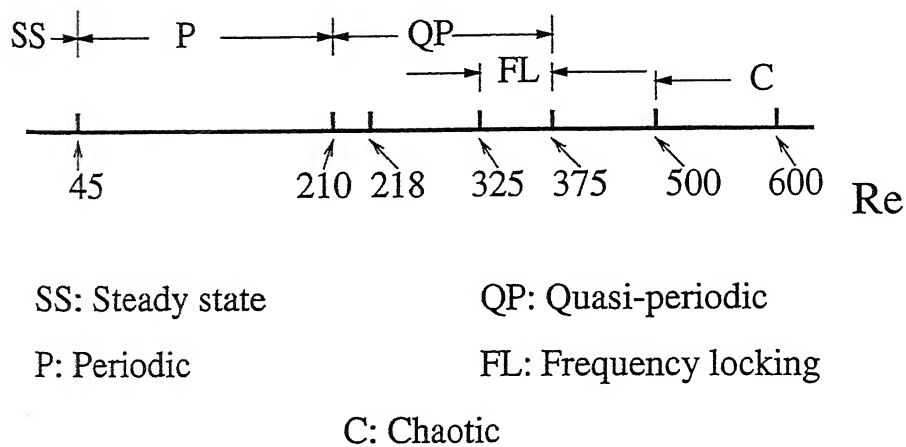 SS P QP
FL C
45 210 218 325 375 500 600 Re
SS: Steady state QP: Quasi-periodic
P: Periodic FL: Frequency locking
C: Chaotic